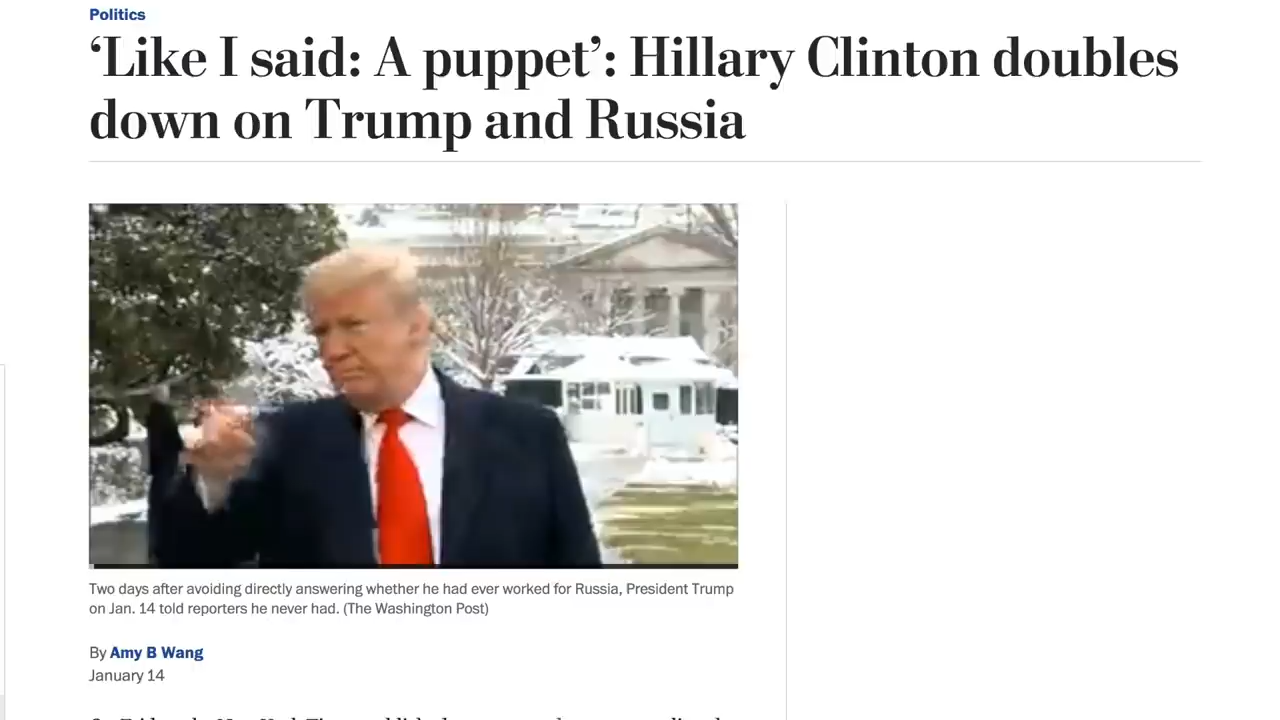 Politics
‘Like I said: A puppet’: Hillary Clinton doubles
down on Trump and Russia
Two days after avoiding directly answering whether he had ever worked for Russia, President Trump
on Jan. 14 told reporters he never had. (The Washington Post)
By Amy B Wang
January 14